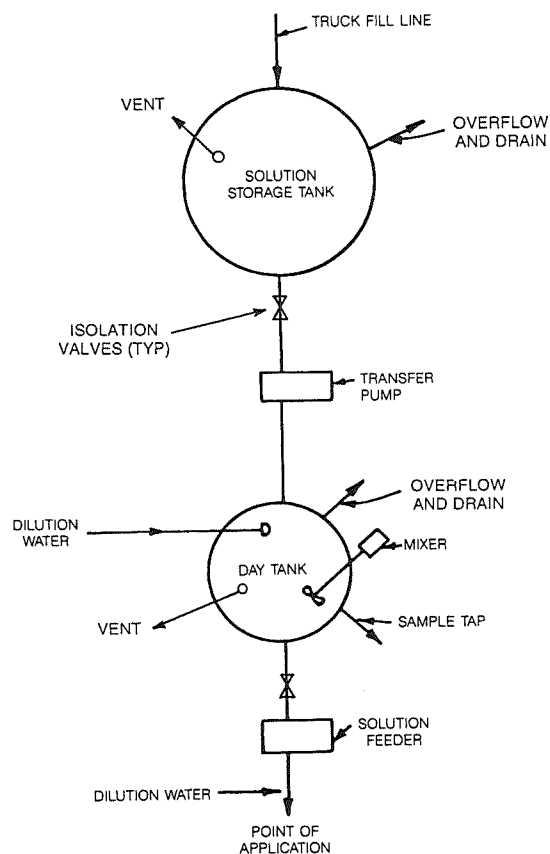 TRUCK FILL LINE
VENT
OVERFLOW
AND DRAIN
SOLUTION
STORAGE TANK
ISOLATION
VALVES (TYP)
TRANSFER
PUMP
OVERFLOW
AND DRAIN
DILUTION
WATER
MIXER
DAY TANK
VENT
SAMPLE TAP
SOLUTION
FEEDER
DILUTION WATER
POINT OF
APPLICATION